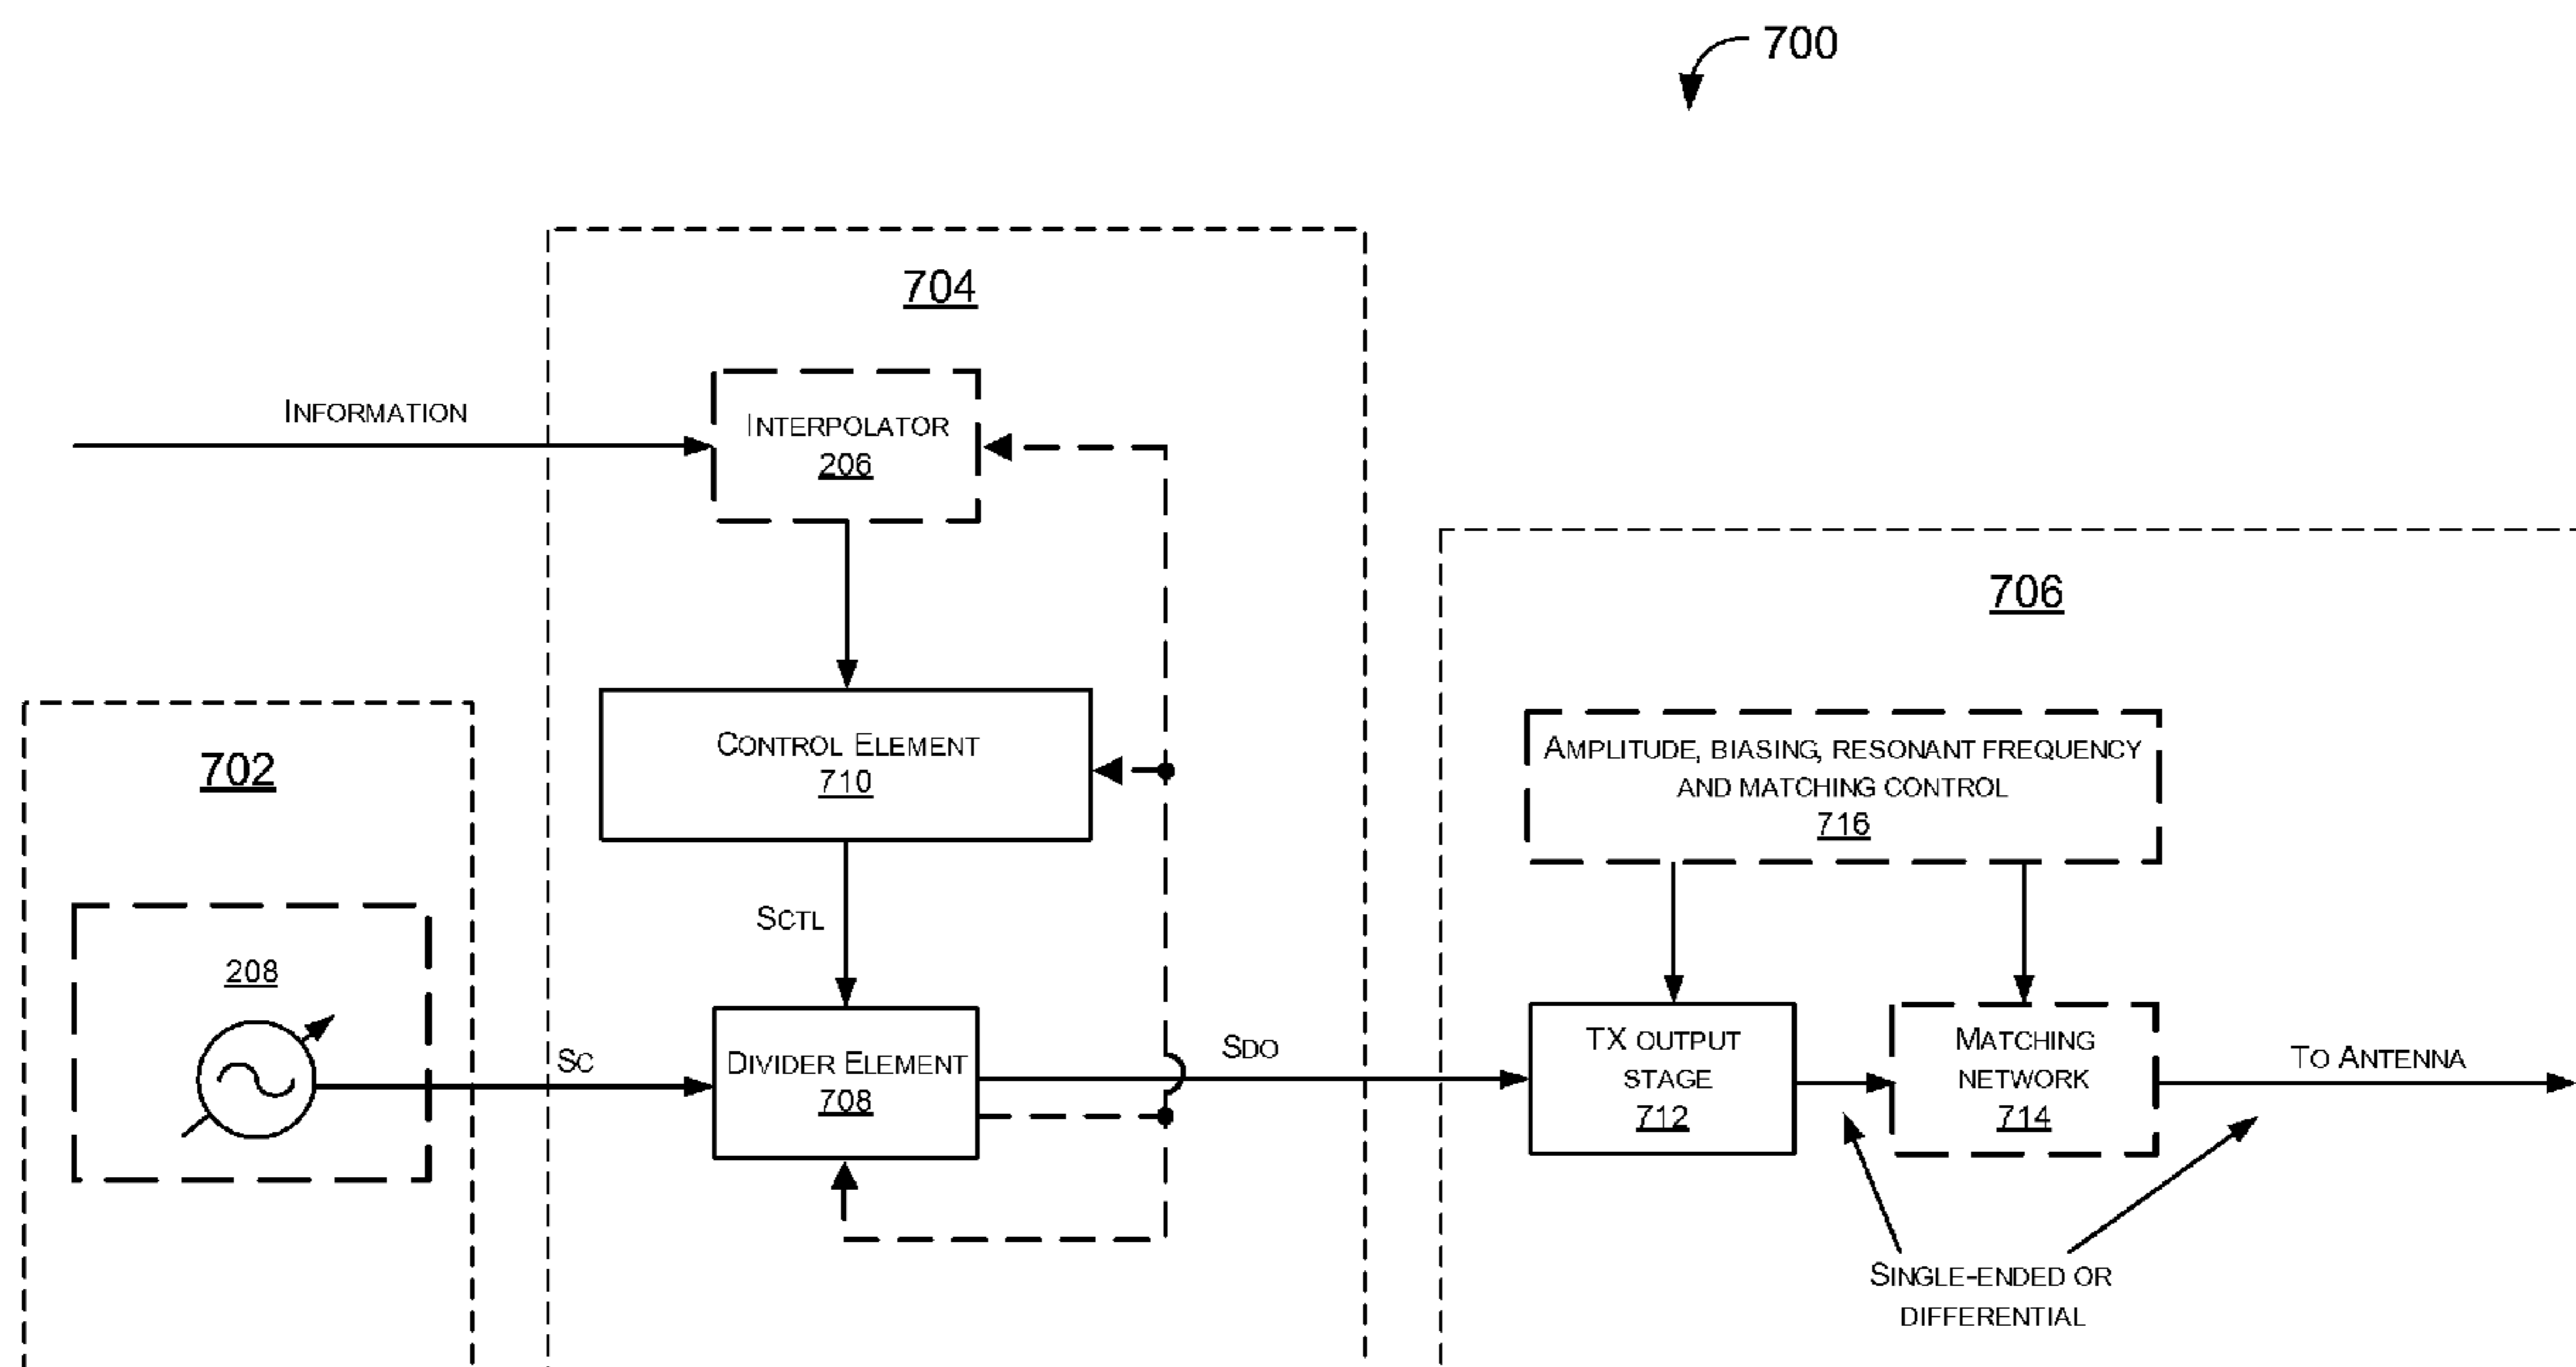 700
704
INFORMATION
INTERPOLATOR
206
706
CONTROL ELEMENT
710
702
AMPLITUDE, BIASING, RESONANT FREQUENCY
AND MATCHING CONTROL
716
SCTL
208
SC
DIVIDER ELEMENT
708
SDO
TX OUTPUT
STAGE
712
MATCHING
NETWORK
714
TO ANTENNA
SINGLE-ENDED OR
DIFFERENTIAL